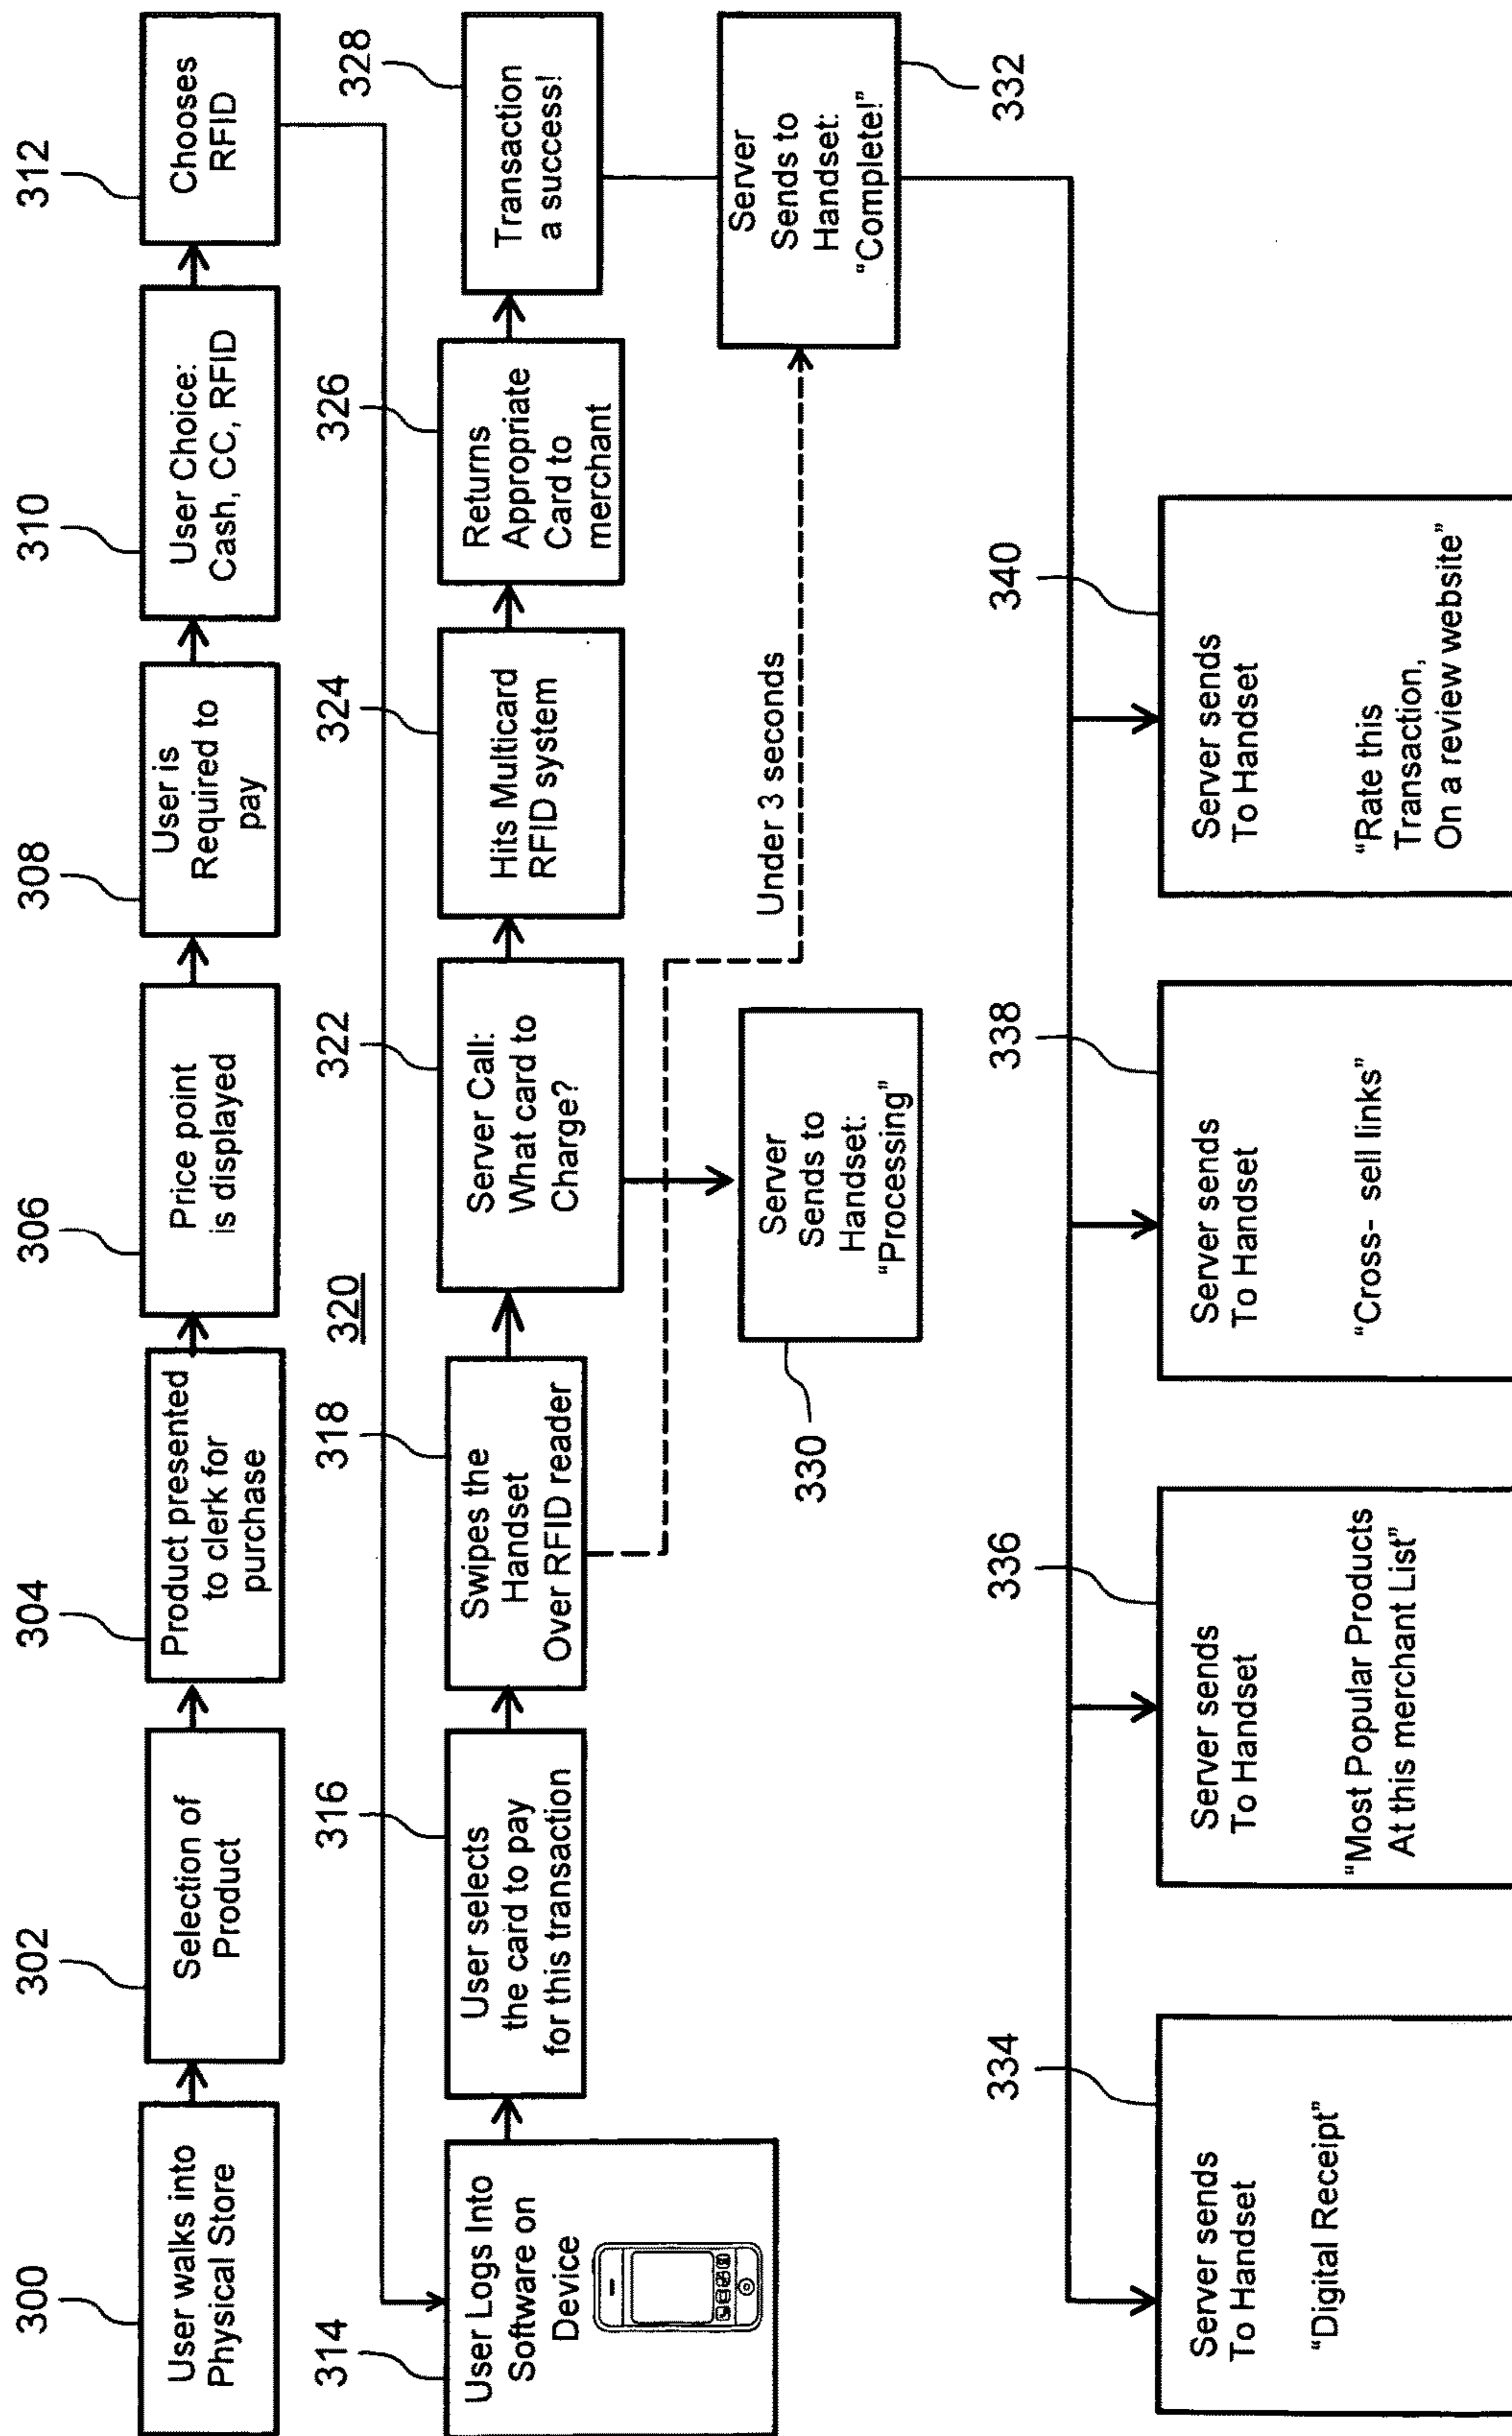 300
User walks into
Physical Store
302
Selection of
Product
304
Product presented
to clerk for
purchase
306
Price point
is displayed
308
User is
Required to
pay
310
User Choice:
Cash, CC, RFID
312
Chooses
RFID
314
User Logs Into
Software on
Device
316
User selects
the card to pay
for this transaction
318
Swipes the
Handset
Over RFID reader
320
322
Server Call:
What card to
Charge?
324
Hits Multicard
RFID system
326
Returns
Appropriate
Card to
merchant
328
Transaction
a success!
330
Server
Sends to
Handset:
“Processing”
Under 3 seconds
332
Server
Sends to
Handset:
“Complete!”
334
Server sends
To Handset
“Digital Receipt”
336
Server sends
To Handset
“Most Popular Products
At this merchant List”
338
Server sends
To Handset
“Cross- sell links”
340
Server sends
To Handset
“Rate this
Transaction,
On a review website”